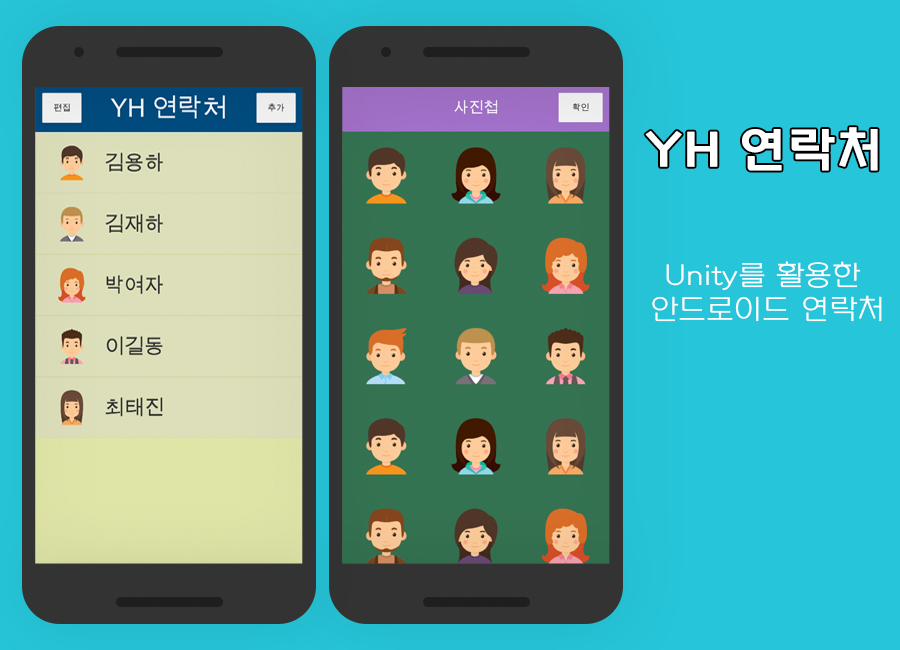 편집
YH 연락처
추가
김용하
김재하
박여자
이길동
최태진
사진첩
확인
YH 연락처
Unity를 활용한
안드로이드 연락처